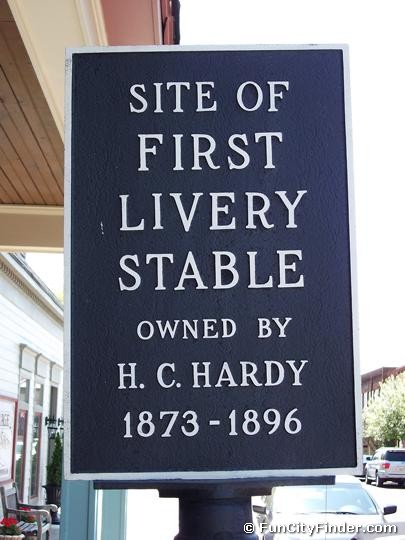 SITE OF
FIRST
LIVERY
STABLE
OWNED BY
H. C. HARDY
1873-1896
© FunCityFinder.com